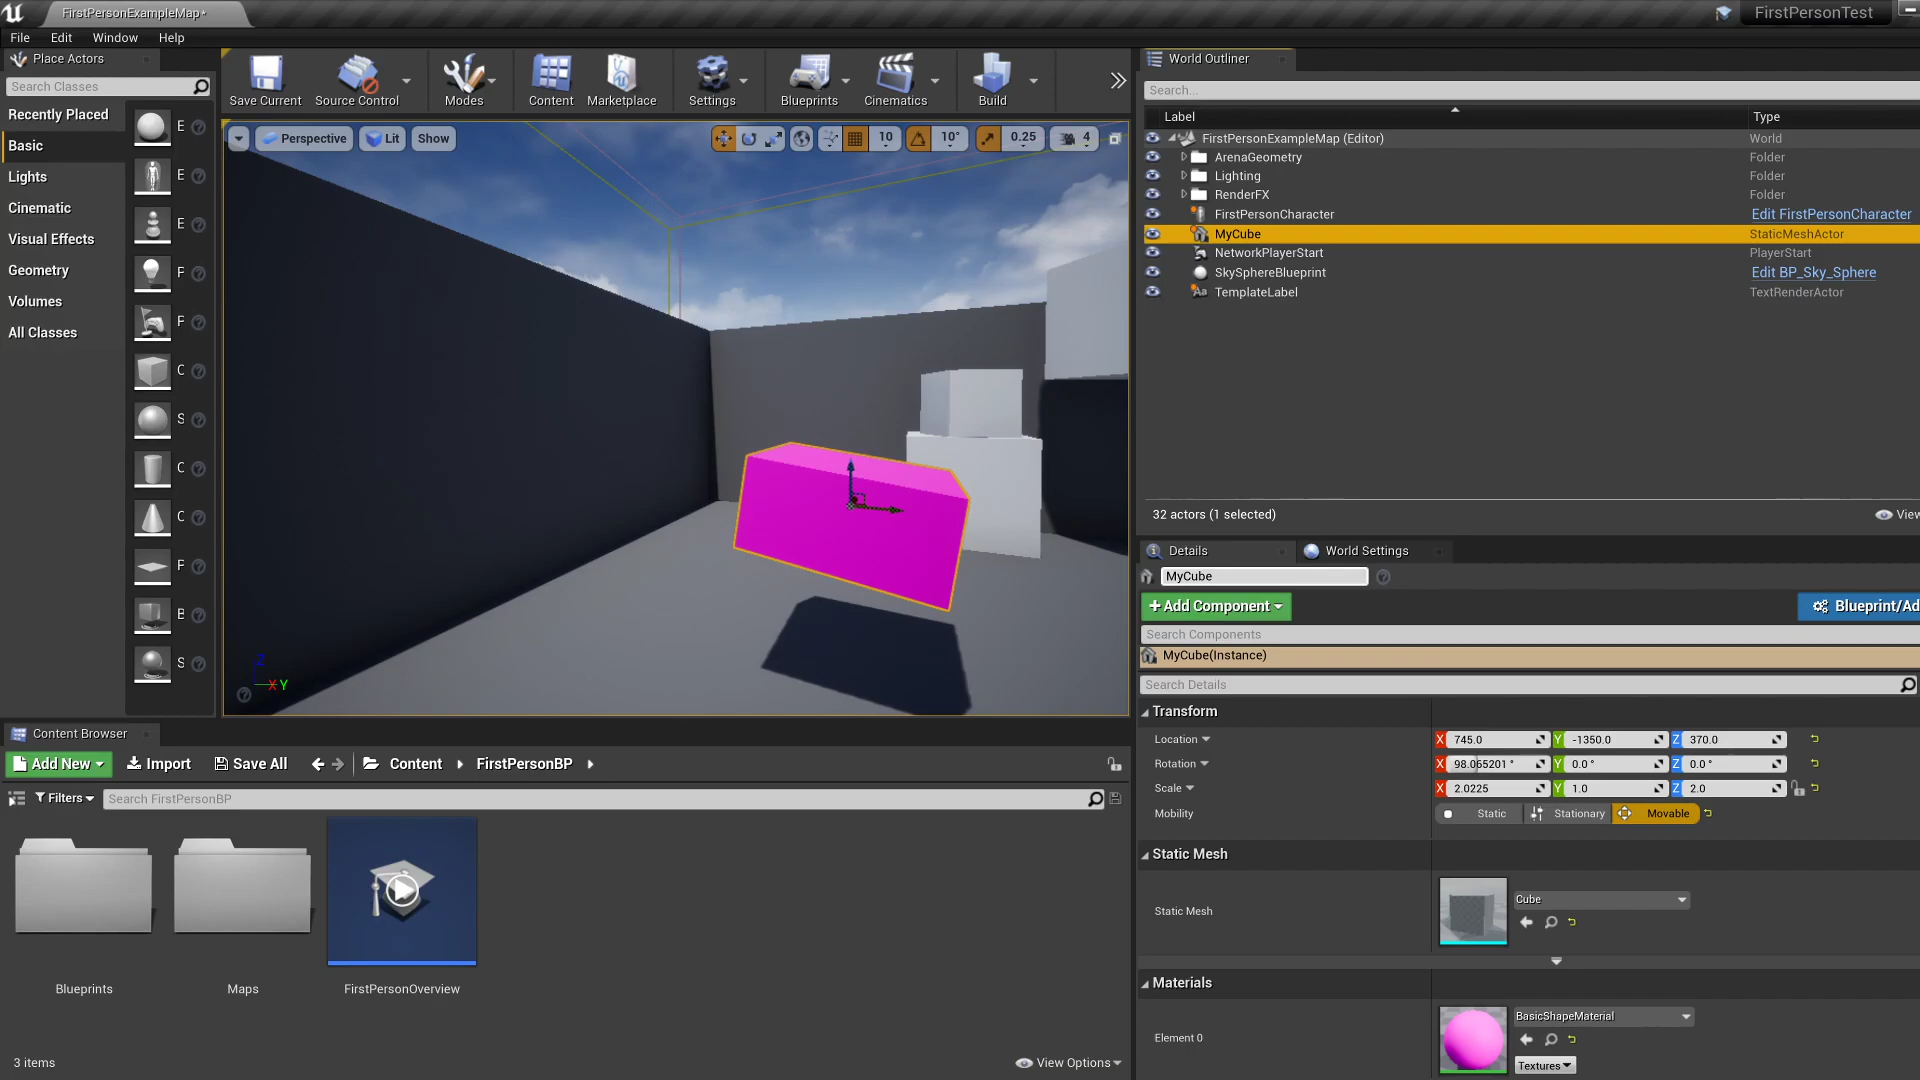 FirstPersonExampleMap*
FirstPersonTest
File Edit Window Help
Place Actors
Search Classes
Recently Placed
Basic
Lights
Cinematic
Visual Effects
Geometry
Volumes
All Classes
E
E
E
P
P
C
S
C
C
P
B
S
Save Current
Source Control
Modes
Content
Marketplace
Settings
Blueprints
Cinematics
Build
Perspective
Lit
Show
10
10°
0.25
4
Z
X Y
World Outliner
Search...
Label Type
FirstPersonExampleMap (Editor) World
ArenaGeometry Folder
Lighting Folder
RenderFX Folder
FirstPersonCharacter Edit FirstPersonCharacter
MyCube StaticMeshActor
NetworkPlayerStart PlayerStart
SkySphereBlueprint Edit BP_Sky_Sphere
TemplateLabel TextRenderActor
32 actors (1 selected)
View
Details
World Settings
MyCube
+ Add Component
Blueprint/Ad
Search Components
MyCube(Instance)
Search Details
Transform
Location X 745.0 Y -1350.0 Z 370.0
Rotation X 98.065201 ° Y 0.0 ° Z 0.0 °
Scale X 2.0225 Y 1.0 Z 2.0
Mobility Static Stationary Movable
Static Mesh
Static Mesh Cube
Materials
Element 0 BasicShapeMaterial
Textures
Content Browser
Add New Import Save All Content FirstPersonBP
Filters Search FirstPersonBP
Blueprints
Maps
FirstPersonOverview
3 items
View Options